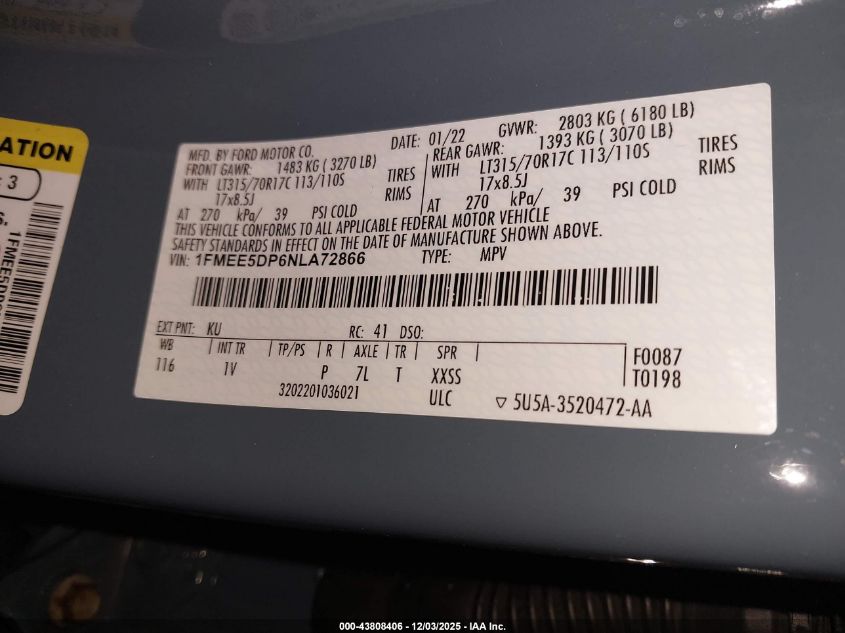 ATION
: 3
S.
1FMEE5DP6
MFD. BY FORD MOTOR CO.
DATE: 01/22 GVWR: 2803 KG ( 6180 LB)
FRONT GAWR: 1483 KG ( 3270 LB)
WITH LT315/70R17C 113/110S TIRES
17x8.5J RIMS
AT 270 kPa/ 39 PSI COLD
REAR GAWR: 1393 KG ( 3070 LB)
WITH LT315/70R17C 113/110S TIRES
17x8.5J RIMS
AT 270 kPa/ 39 PSI COLD
THIS VEHICLE CONFORMS TO ALL APPLICABLE FEDERAL MOTOR VEHICLE
SAFETY STANDARDS IN EFFECT ON THE DATE OF MANUFACTURE SHOWN ABOVE.
VIN: 1FMEE5DP6NLA72866 TYPE: MPV
EXT PNT: KU RC: 41 DSO:
WB INT TR TP/PS R AXLE TR SPR
116 1V P 7L T XXSS
F0087
T0198
3202201036021 ULC
▽ 5U5A-3520472-AA
000-43808406 - 12/03/2025 - IAA Inc.